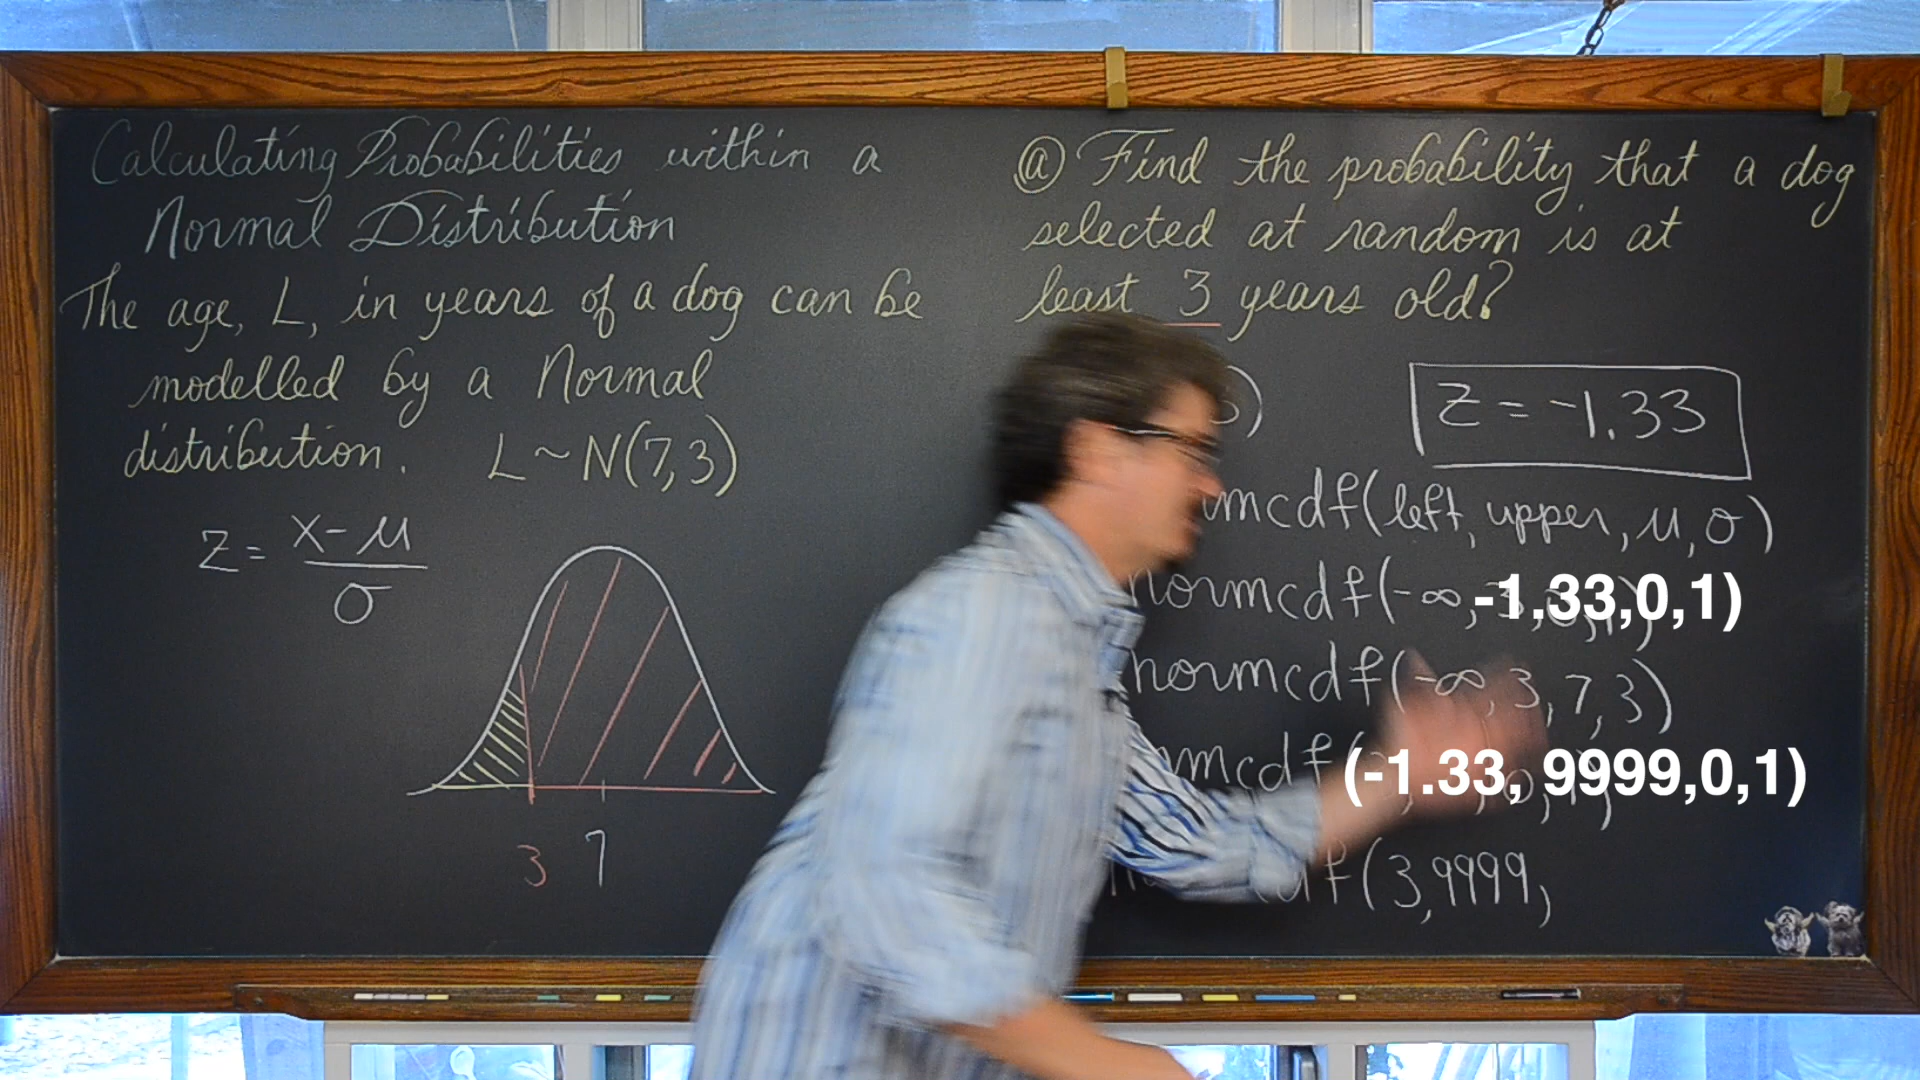 Calculating Probabilities within a
Normal Distribution
The age, L, in years of a dog can be
modelled by a Normal
distribution. L ~ N(7,3)
z = x-μ
σ
3 7
ⓐ Find the probability that a dog
selected at random is at
least 3 years old?
z = -1.33
mcdf(left, upper, μ, σ)
normcdf(-∞, -1.33,0,1)
normcdf(-∞, 3, 7, 3)
mcdf (-1.33, 9999,0,1)
df(3, 9999,